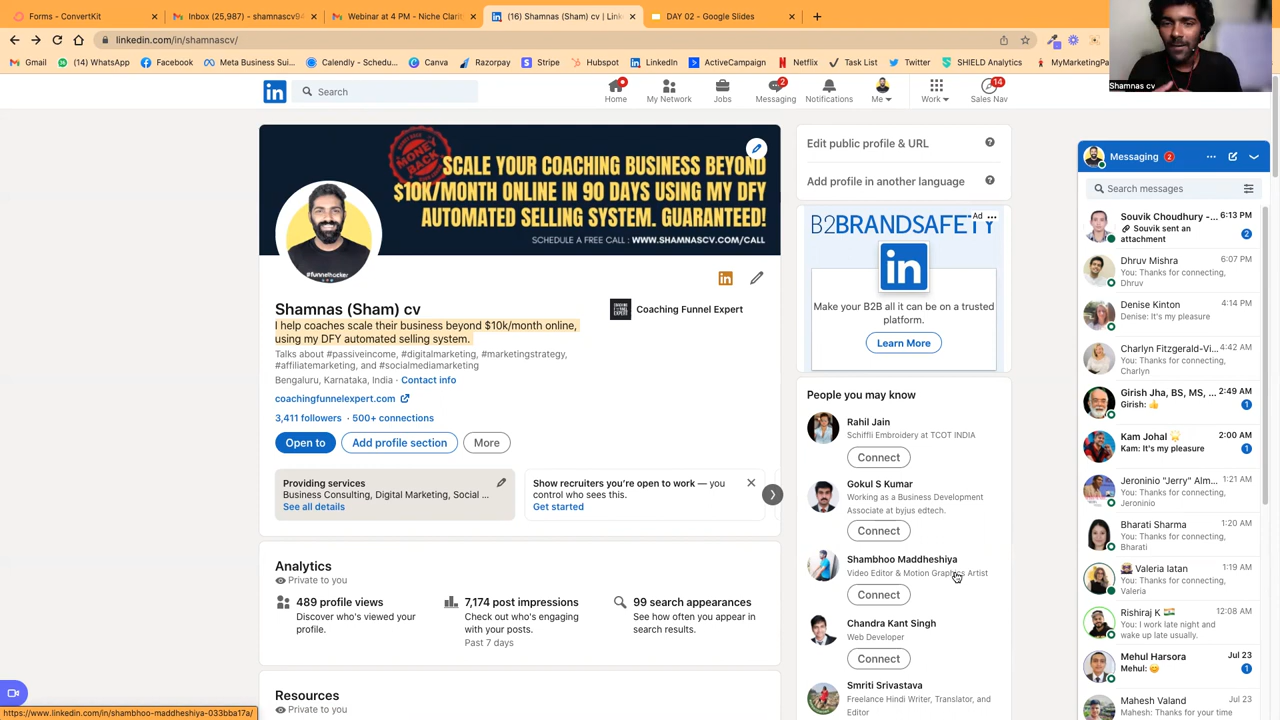 Forms - ConvertKit
Inbox (25,987) - shamnascv94
Webinar at 4 PM - Niche Clari
(16) Shamnas (Sham) cv | Link
DAY 02 - Google Slides
linkedin.com/in/shamnascv/
Gmail
(14) WhatsApp
Facebook
Meta Business Sui...
Calendly - Schedu...
Canva
Razorpay
Stripe
Hubspot
LinkedIn
ActiveCampaign
Netflix
Task List
Twitter
SHIELD Analytics
MyMarketingPa
Shamnas cv
in
Search
Home
My Network
Jobs
2
Messaging
Notifications
Me
Work
14
Sales Nav
MONEY BACK
SCALE YOUR COACHING BUSINESS BEYOND
$10K/MONTH ONLINE IN 90 DAYS USING MY DFY
AUTOMATED SELLING SYSTEM. GUARANTEED!
SCHEDULE A FREE CALL : WWW.SHAMNASCV.COM/CALL
#funnelhacker
Shamnas (Sham) cv
I help coaches scale their business beyond $10k/month online,
using my DFY automated selling system.
Talks about #passiveincome, #digitalmarketing, #marketingstrategy,
#affiliatemarketing, and #socialmediamarketing
Bengaluru, Karnataka, India · Contact info
coachingfunnelexpert.com
3,411 followers · 500+ connections
Coaching Funnel Expert
Open to
Add profile section
More
Providing services
Business Consulting, Digital Marketing, Social ...
See all details
Show recruiters you're open to work — you
control who sees this.
Get started
Analytics
Private to you
489 profile views
Discover who's viewed your
profile.
7,174 post impressions
Check out who's engaging
with your posts.
Past 7 days
99 search appearances
See how often you appear in
search results.
Resources
Private to you
https://www.linkedin.com/in/shambhoo-maddheshiya-033bba17a/
Edit public profile & URL
Add profile in another language
Ad
B2BRANDSAFETY
in
Make your B2B all it can be on a trusted
platform.
Learn More
People you may know
Rahil Jain
Schiffli Embroidery at TCOT INDIA
Connect
Gokul S Kumar
Working as a Business Development
Associate at byjus edtech.
Connect
Shambhoo Maddheshiya
Video Editor & Motion Graphics Artist
Connect
Chandra Kant Singh
Web Developer
Connect
Smriti Srivastava
Freelance Hindi Writer, Translator, and
Editor
Messaging 2
Search messages
Souvik Choudhury -... 6:13 PM
Souvik sent an
attachment
2
Dhruv Mishra 6:07 PM
You: Thanks for connecting,
Dhruv
Denise Kinton 4:14 PM
Denise: It's my pleasure
Charlyn Fitzgerald-Vi... 4:42 AM
You: Thanks for connecting,
Charlyn
Girish Jha, BS, MS, ... 2:49 AM
Girish: 👍
1
Kam Johal 2:00 AM
Kam: It's my pleasure
1
Jeroninio "Jerry" Alm... 1:21 AM
You: Thanks for connecting,
Jeroninio
Bharati Sharma 1:20 AM
You: Thanks for connecting,
Bharati
Valeria Iatan 1:19 AM
You: Thanks for connecting,
Valeria
Rishiraj K 🇮🇳 12:08 AM
You: I work late night and
wake up late usually.
Mehul Harsora Jul 23
Mehul: 😊
1
Mahesh Valand Jul 23
Mahesh: Thanks for your time